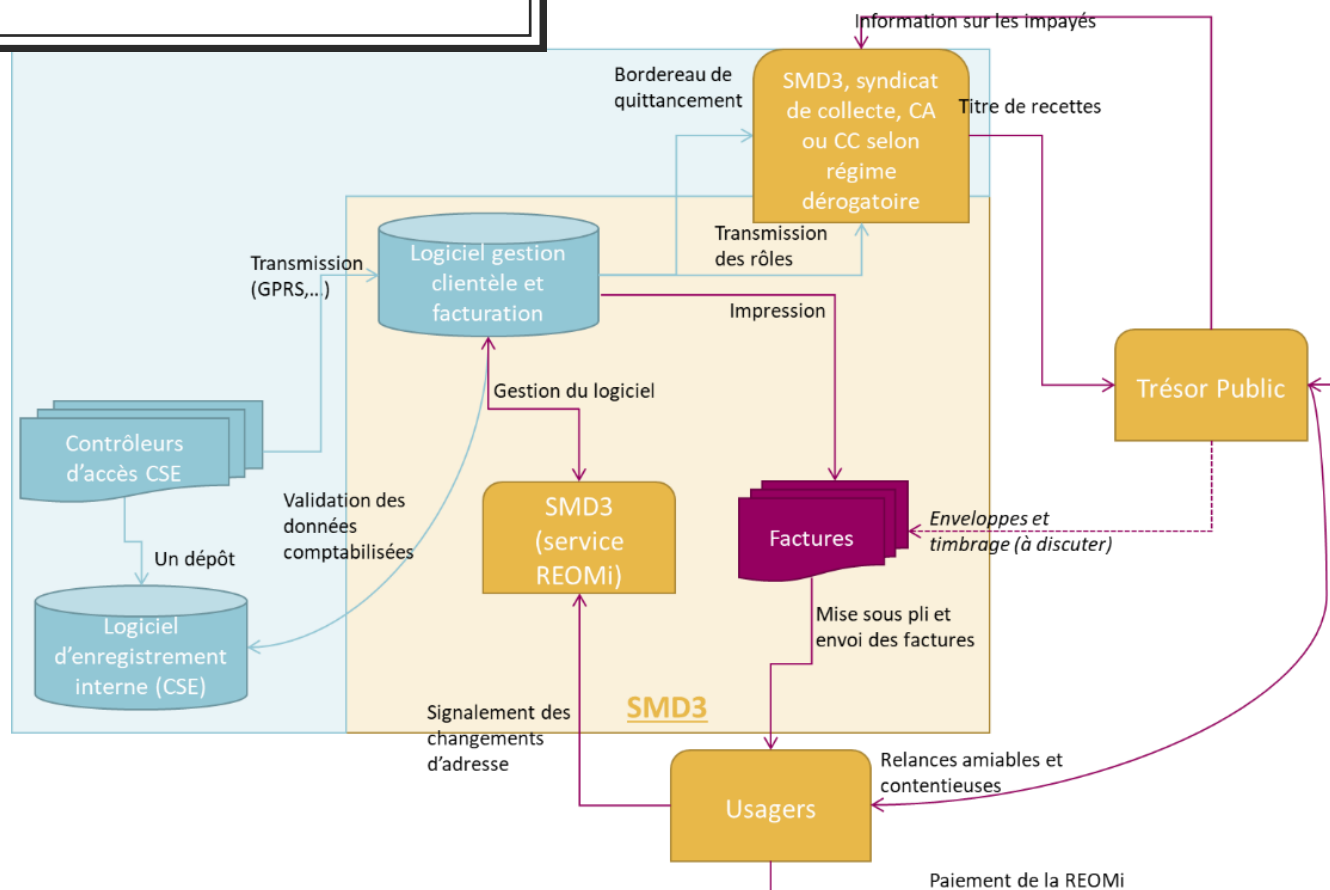 Information sur les impayés
Bordereau de
quittancement
SMD3, syndicat
de collecte, CA
ou CC selon
régime
dérogatoire
Titre de recettes
Transmission
(GPRS,...)
Logiciel gestion
clientèle et
facturation
Transmission
des rôles
Impression
Gestion du logiciel
Trésor Public
Contrôleurs
d'accès CSE
Validation des
données
comptabilisées
SMD3
(service
REOMi)
Factures
Enveloppes et
timbrage (à discuter)
Un dépôt
Logiciel
d'enregistrement
interne (CSE)
Mise sous pli et
envoi des factures
Signalement des
changements
d'adresse
SMD3
Usagers
Relances amiables et
contentieuses
Paiement de la REOMi